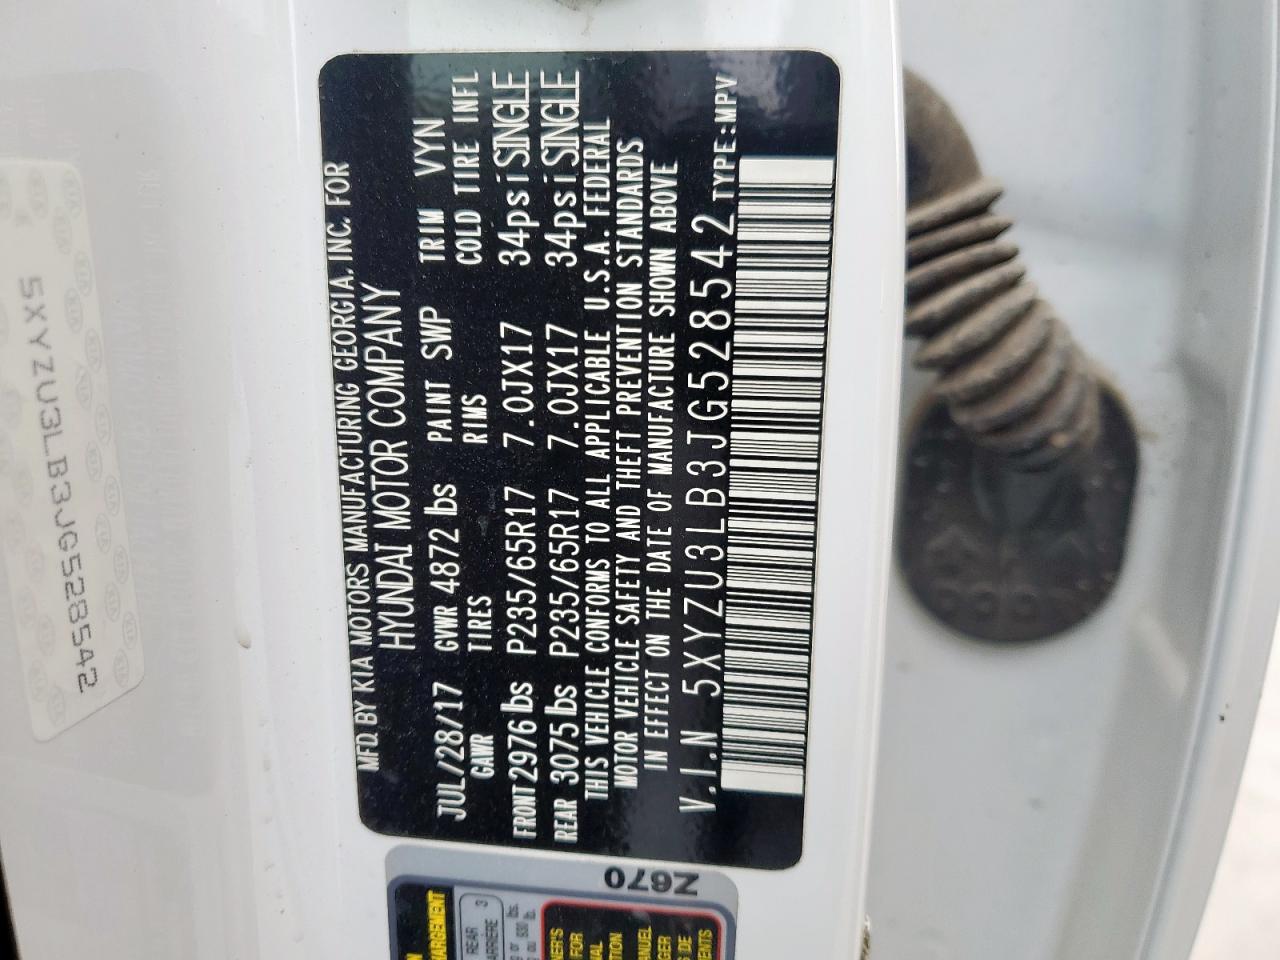 MFD. BY KIA MOTORS MANUFACTURING GEORGIA, INC. FOR
HYUNDAI MOTOR COMPANY
JUL/28/17 GVWR 4872 lbs PAINT SWP TRIM VYN
GAWR TIRES RIMS COLD TIRE INFL
FRONT 2976 lbs P235/65R17 7.0JX17 34psi SINGLE
REAR 3075 lbs P235/65R17 7.0JX17 34psi SINGLE
THIS VEHICLE CONFORMS TO ALL APPLICABLE U.S.A. FEDERAL
MOTOR VEHICLE SAFETY AND THEFT PREVENTION STANDARDS
IN EFFECT ON THE DATE OF MANUFACTURE SHOWN ABOVE
V.I.N 5XYZU3LB3JG528542 TYPE:MPV
5XYZU3LB3JG528542
Z670
REAR 3